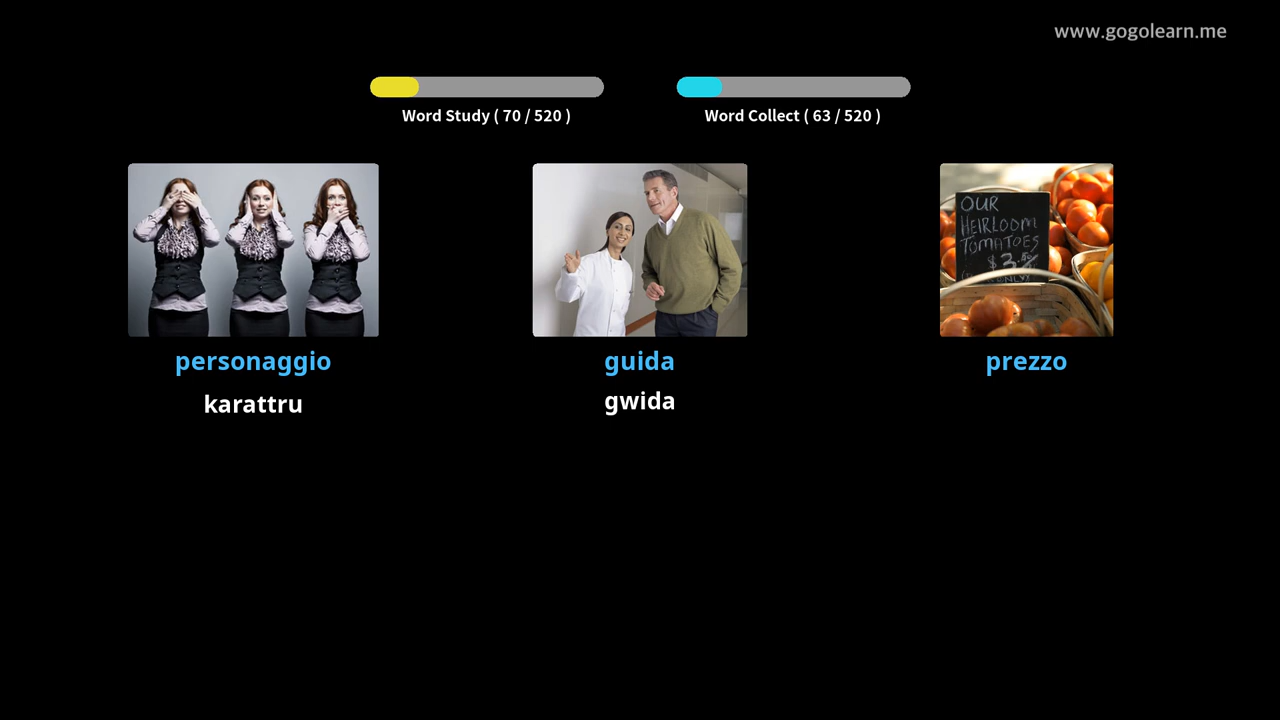 www.gogolearn.me
Word Study ( 70 / 520 )
Word Collect ( 63 / 520 )
OUR
HEIRLOOM
TOMATOES
personaggio
guida
prezzo
karattru
gwida